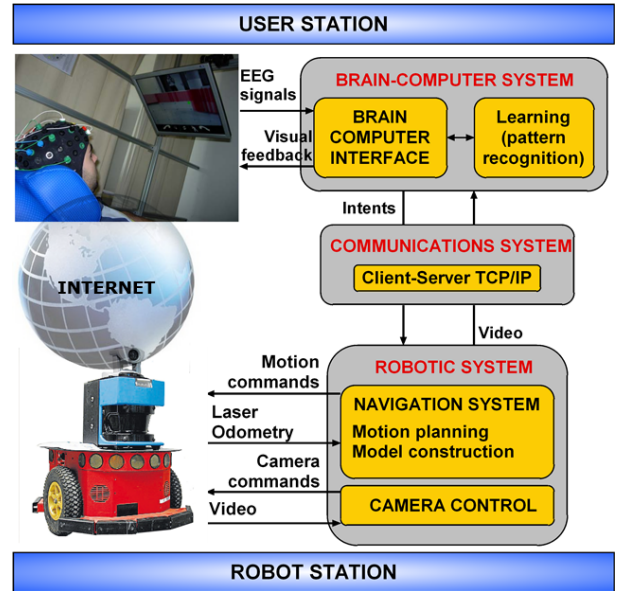 USER STATION
EEG
signals
Visual
feedback
BRAIN-COMPUTER SYSTEM
BRAIN
COMPUTER
INTERFACE
Learning
(pattern
recognition)
Intents
COMMUNICATIONS SYSTEM
Client-Server TCP/IP
INTERNET
Video
Motion
commands
Laser
Odometry
Camera
commands
Video
ROBOTIC SYSTEM
NAVIGATION SYSTEM
Motion planning
Model construction
CAMERA CONTROL
ROBOT STATION